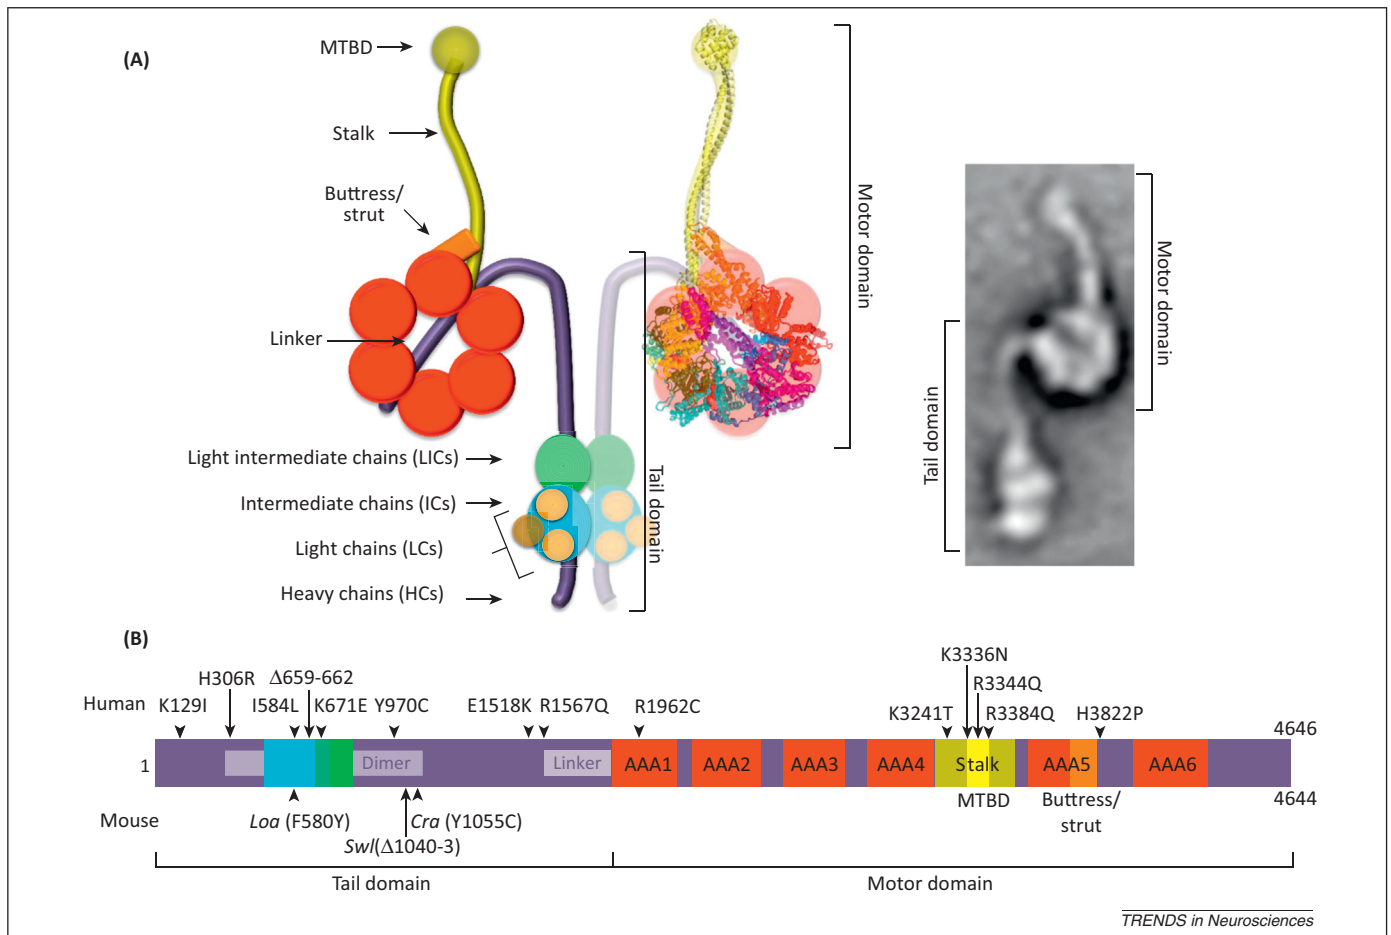 (A)
MTBD
Stalk
Buttress/
strut
Linker
Light intermediate chains (LICs)
Intermediate chains (ICs)
Light chains (LCs)
Heavy chains (HCs)
Tail domain
Motor domain
Tail domain
Motor domain
(B)
Human
K129I
H306R
I584L
Δ659-662
K671E
Y970C
E1518K
R1567Q
R1962C
K3241T
K3336N
R3344Q
R3384Q
H3822P
4646
1
Dimer
Linker
AAA1
AAA2
AAA3
AAA4
Stalk
AAA5
AAA6
4644
MTBD
Buttress/
strut
Mouse
Loa (F580Y)
Cra (Y1055C)
Swl(Δ1040-3)
Tail domain
Motor domain
TRENDS in Neurosciences